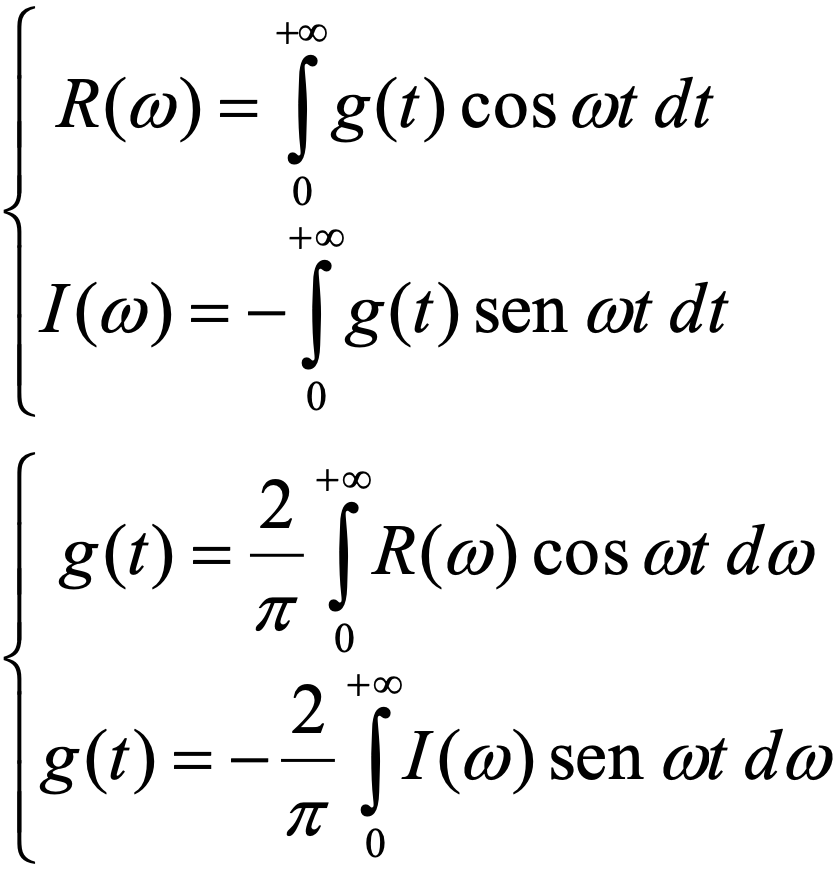 R(ω) = ∫₀⁺∞ g(t) cos ωt dt
I(ω) = −∫₀⁺∞ g(t) sen ωt dt
g(t) = 2/π ∫₀⁺∞ R(ω) cos ωt dω
g(t) = −2/π ∫₀⁺∞ I(ω) sen ωt dω